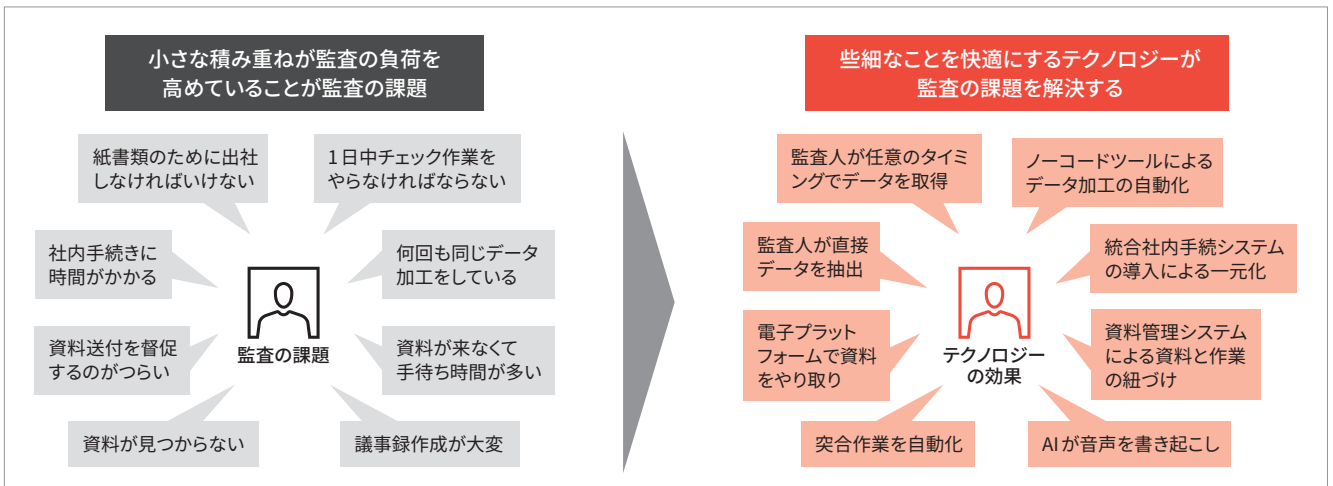 小さな積み重ねが監査の負荷を
高めていることが監査の課題
紙書類のために出社
しなければいけない
1日中チェック作業を
やらなければならない
社内手続きに
時間がかかる
何回も同じデータ
加工をしている
監査の課題
資料送付を督促
するのがつらい
資料が来なくて
手待ち時間が多い
資料が見つからない
議事録作成が大変
些細なことを快適にするテクノロジーが
監査の課題を解決する
監査人が任意のタイミ
ングでデータを取得
ノーコードツールによる
データ加工の自動化
監査人が直接
データを抽出
統合社内手続システム
の導入による一元化
テクノロジー
の効果
電子プラット
フォームで資料
をやり取り
資料管理システム
による資料と作業
の紐づけ
突合作業を自動化
AIが音声を書き起こし